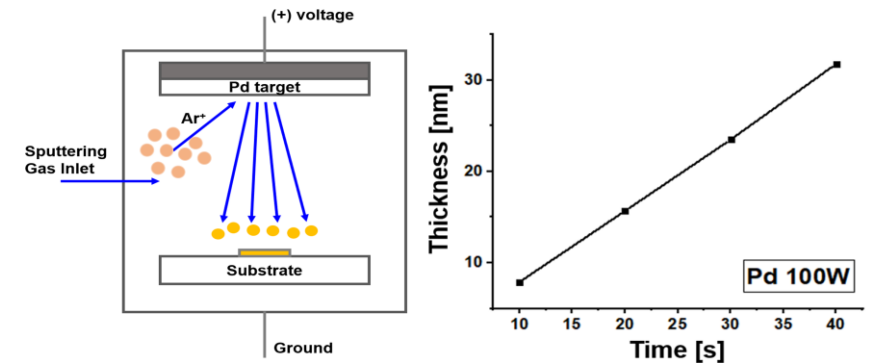 (+) voltage
Pd target
Ar⁺
Sputtering
Gas Inlet
Substrate
Ground
Thickness [nm]
30
20
10
Pd 100W
10 15 20 25 30 35 40
Time [s]